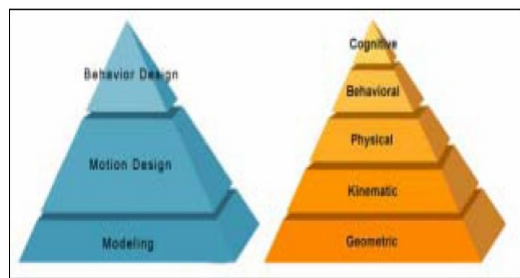 Behavior Design
Motion Design
Modeling
Cognitive
Behavioral
Physical
Kinematic
Geometric